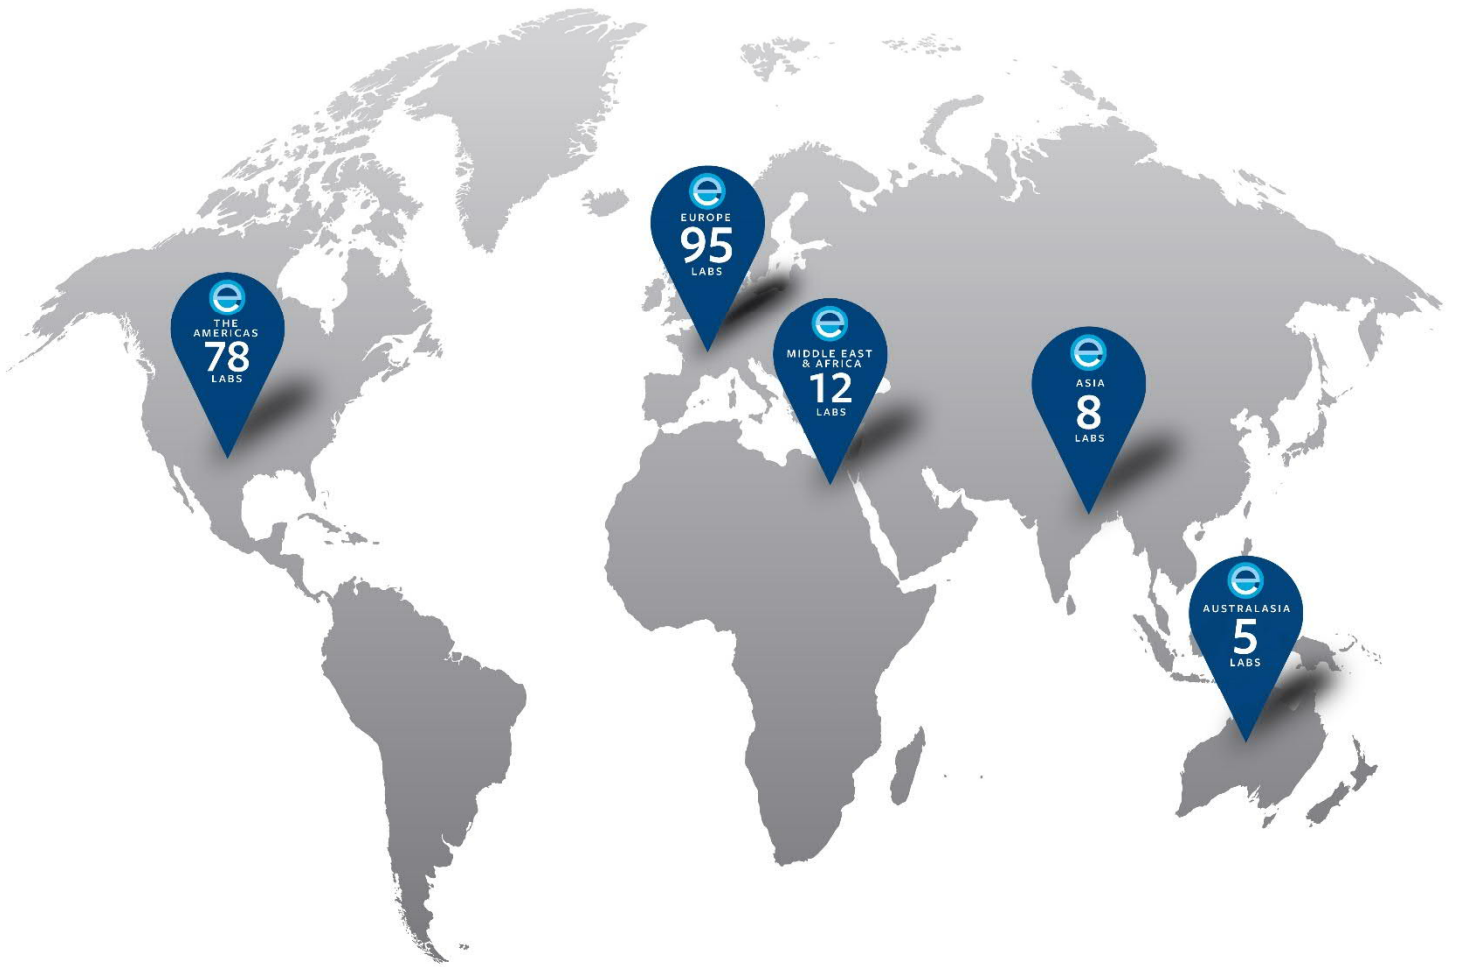 EUROPE
95
LABS
THE
AMERICAS
78
LABS
MIDDLE EAST
& AFRICA
12
LABS
ASIA
8
LABS
AUSTRALASIA
5
LABS